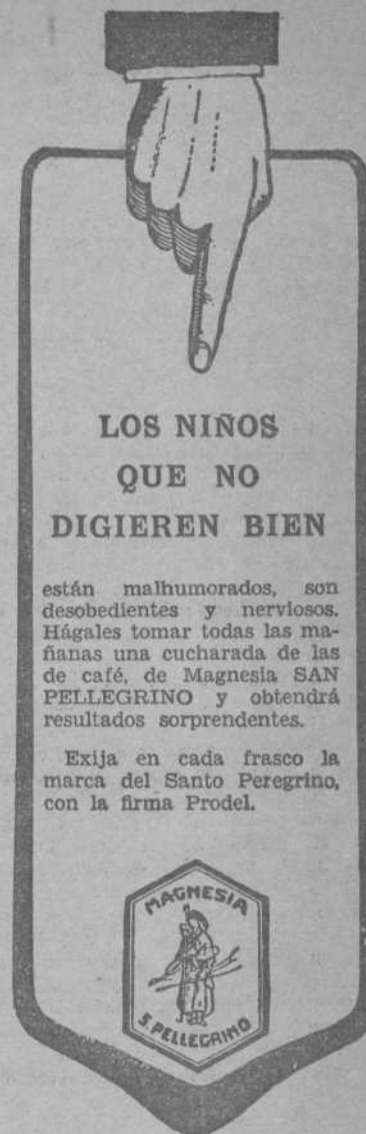 LOS NIÑOS
QUE NO
DIGIEREN BIEN
están malhumorados, son
desobedientes y nerviosos.
Hágales tomar todas las ma-
ñanas una cucharada de las
de café, de Magnesia SAN
PELLEGRINO y obtendrá
resultados sorprendentes.
Exija en cada frasco la
marca del Santo Peregrino,
con la firma Prodel.
MAGNESIA
S. PELLEGRINO